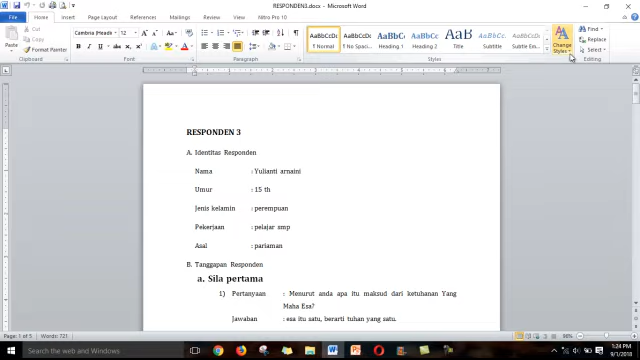 RESPONDEN3.docx - Microsoft Word
File Home Insert Page Layout References Mailings Review View Nitro Pro 10
Paste
Cut
Copy
Format Painter
Clipboard
Cambria (Headi 12
Font
Paragraph
AaBbCcDc AaBbCcDc AaBbC AaBbCc AaB AaBbCc. AaBbCcDc
¶ Normal ¶ No Spaci... Heading 1 Heading 2 Title Subtitle Subtle Em...
Styles
Change
Styles
Find
Replace
Select
Editing
RESPONDEN 3
A. Identitas Responden
Nama : Yulianti arnaini
Umur : 15 th
Jenis kelamin : perempuan
Pekerjaan : pelajar smp
Asal : pariaman
B. Tanggapan Responden
a. Sila pertama
1) Pertanyaan : Menurut anda apa itu maksud dari ketuhanan Yang
Maha Esa?
Jawaban : esa itu satu, berarti tuhan yang satu.
Page: 1 of 5 Words: 721
98%
Search Windows
1:24 PM
9/1/2018